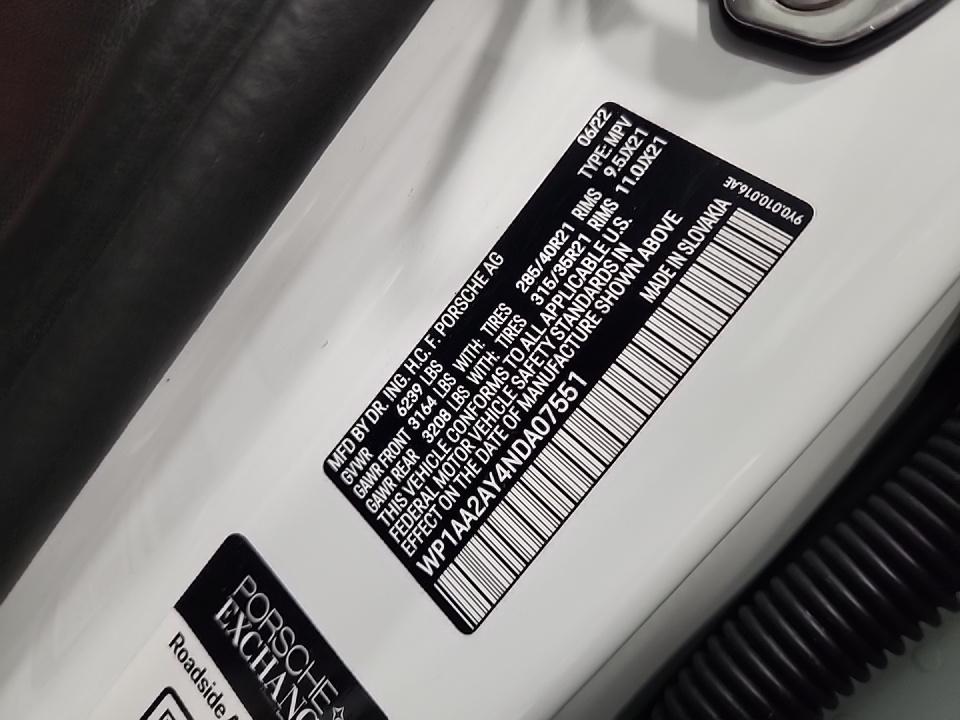 MFD BY DR. ING. H.C. F. PORSCHE AG 06/22
GVWR 6239 LBS TYPE: MPV
GAWR FRONT 3164 LBS WITH: TIRES 285/40R21 RIMS 9.5JX21
GAWR REAR 3208 LBS WITH: TIRES 315/35R21 RIMS 11.0JX21
THIS VEHICLE CONFORMS TO ALL APPLICABLE U.S.
FEDERAL MOTOR VEHICLE SAFETY STANDARDS IN
EFFECT ON THE DATE OF MANUFACTURE SHOWN ABOVE
WP1AA2AY4NDA07551 MADE IN SLOVAKIA
9Y0.010.016.AE
PORSCHE
EXCHANG
Roadside A